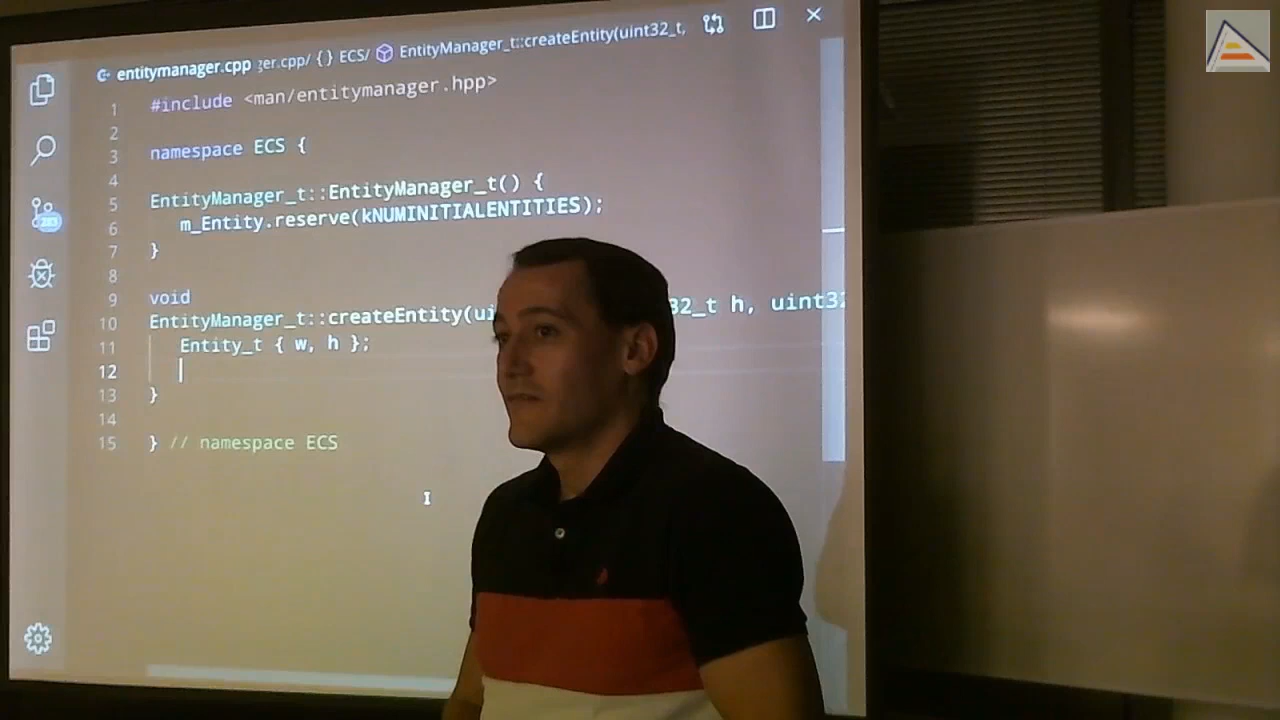 entitymanager.cpp ger.cpp/ {} ECS/ EntityManager_t::createEntity(uint32_t,
1 #include <man/entitymanager.hpp>
2
3 namespace ECS {
4
5 EntityManager_t::EntityManager_t() {
6 m_Entity.reserve(kNUMINITIALENTITIES);
7 }
8
9 void
10 EntityManager_t::createEntity(ui 32_t h, uint32
11 Entity_t { w, h };
12
13 }
14
15 } // namespace ECS